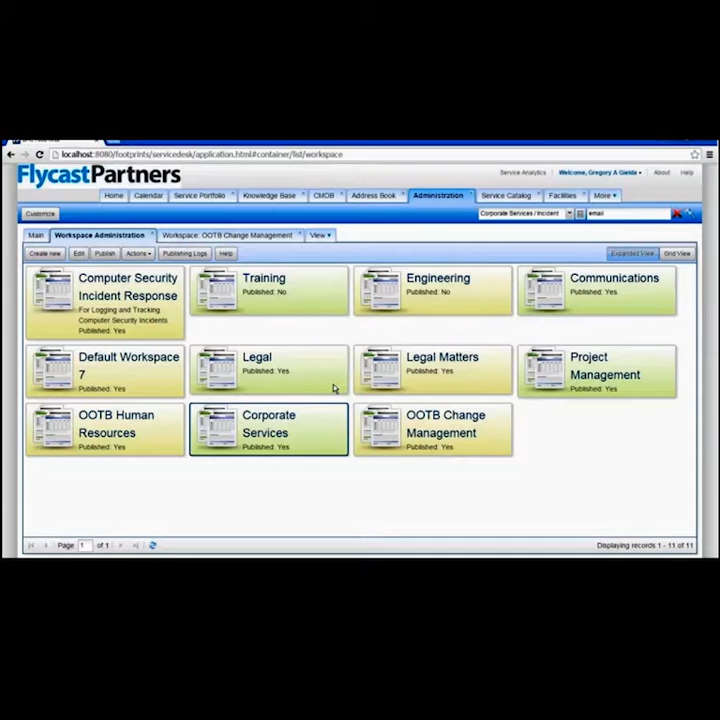 localhost:8080/footprints/servicedesk/application.html#container/list/workspace
FlycastPartners
Service Analytics Welcome, Gregory A Gielda About Help
Home Calendar Service Portfolio Knowledge Base CMDB Address Book Administration Service Catalog Facilities More
Customize Corporate Services / Incident email
Main Workspace Administration Workspace: OOTB Change Management View
Create new Edit Publish Actions Publishing Logs Help Expanded View Grid View
Computer Security
Incident Response
For Logging and Tracking
Computer Security Incidents
Published: Yes
Training
Published: No
Engineering
Published: No
Communications
Published: Yes
Default Workspace
7
Published: Yes
Legal
Published: Yes
Legal Matters
Published: Yes
Project
Management
Published: Yes
OOTB Human
Resources
Published: Yes
Corporate
Services
Published: Yes
OOTB Change
Management
Published: Yes
Page 1 of 1 Displaying records 1 - 11 of 11